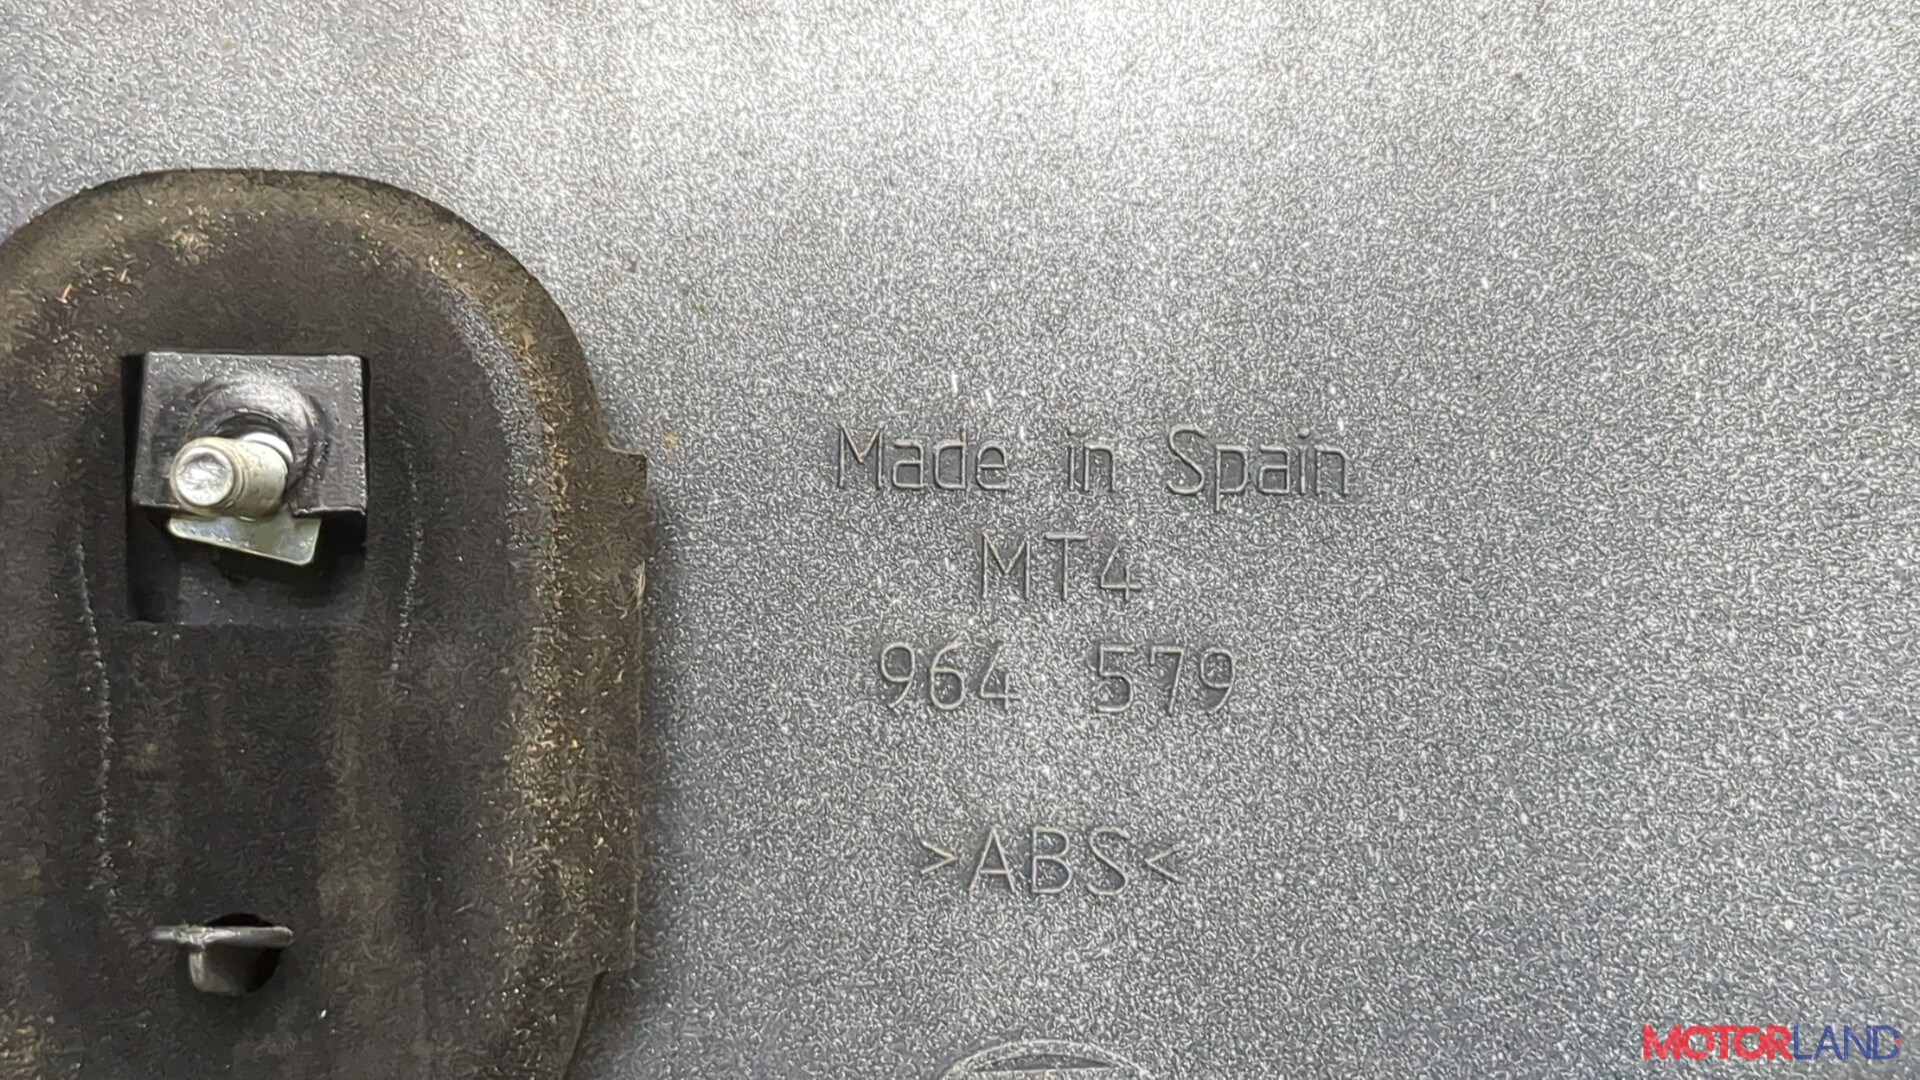 Made in Spain
MT4
964 579
>ABS<
MOTORLAND